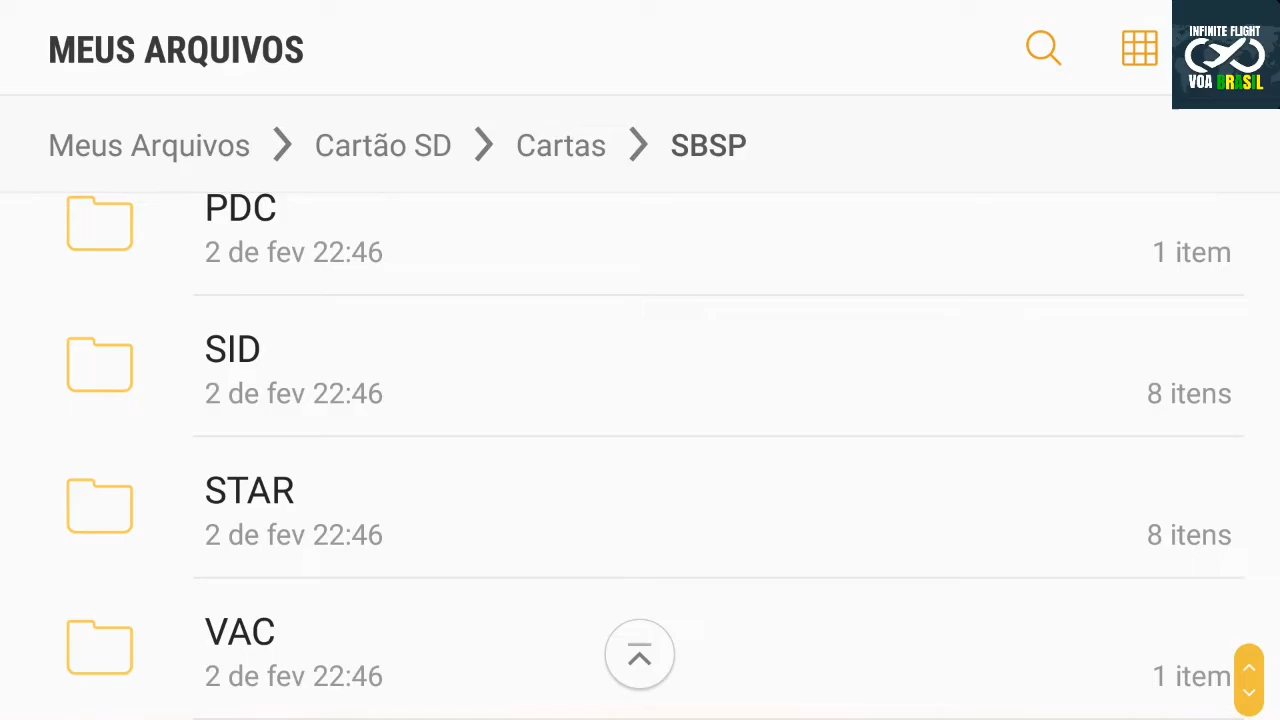 MEUS ARQUIVOS
INFINITE FLIGHT
VOA BRASIL
Meus Arquivos Cartão SD Cartas SBSP
PDC
2 de fev 22:46 1 item
SID
2 de fev 22:46 8 itens
STAR
2 de fev 22:46 8 itens
VAC
2 de fev 22:46 1 item